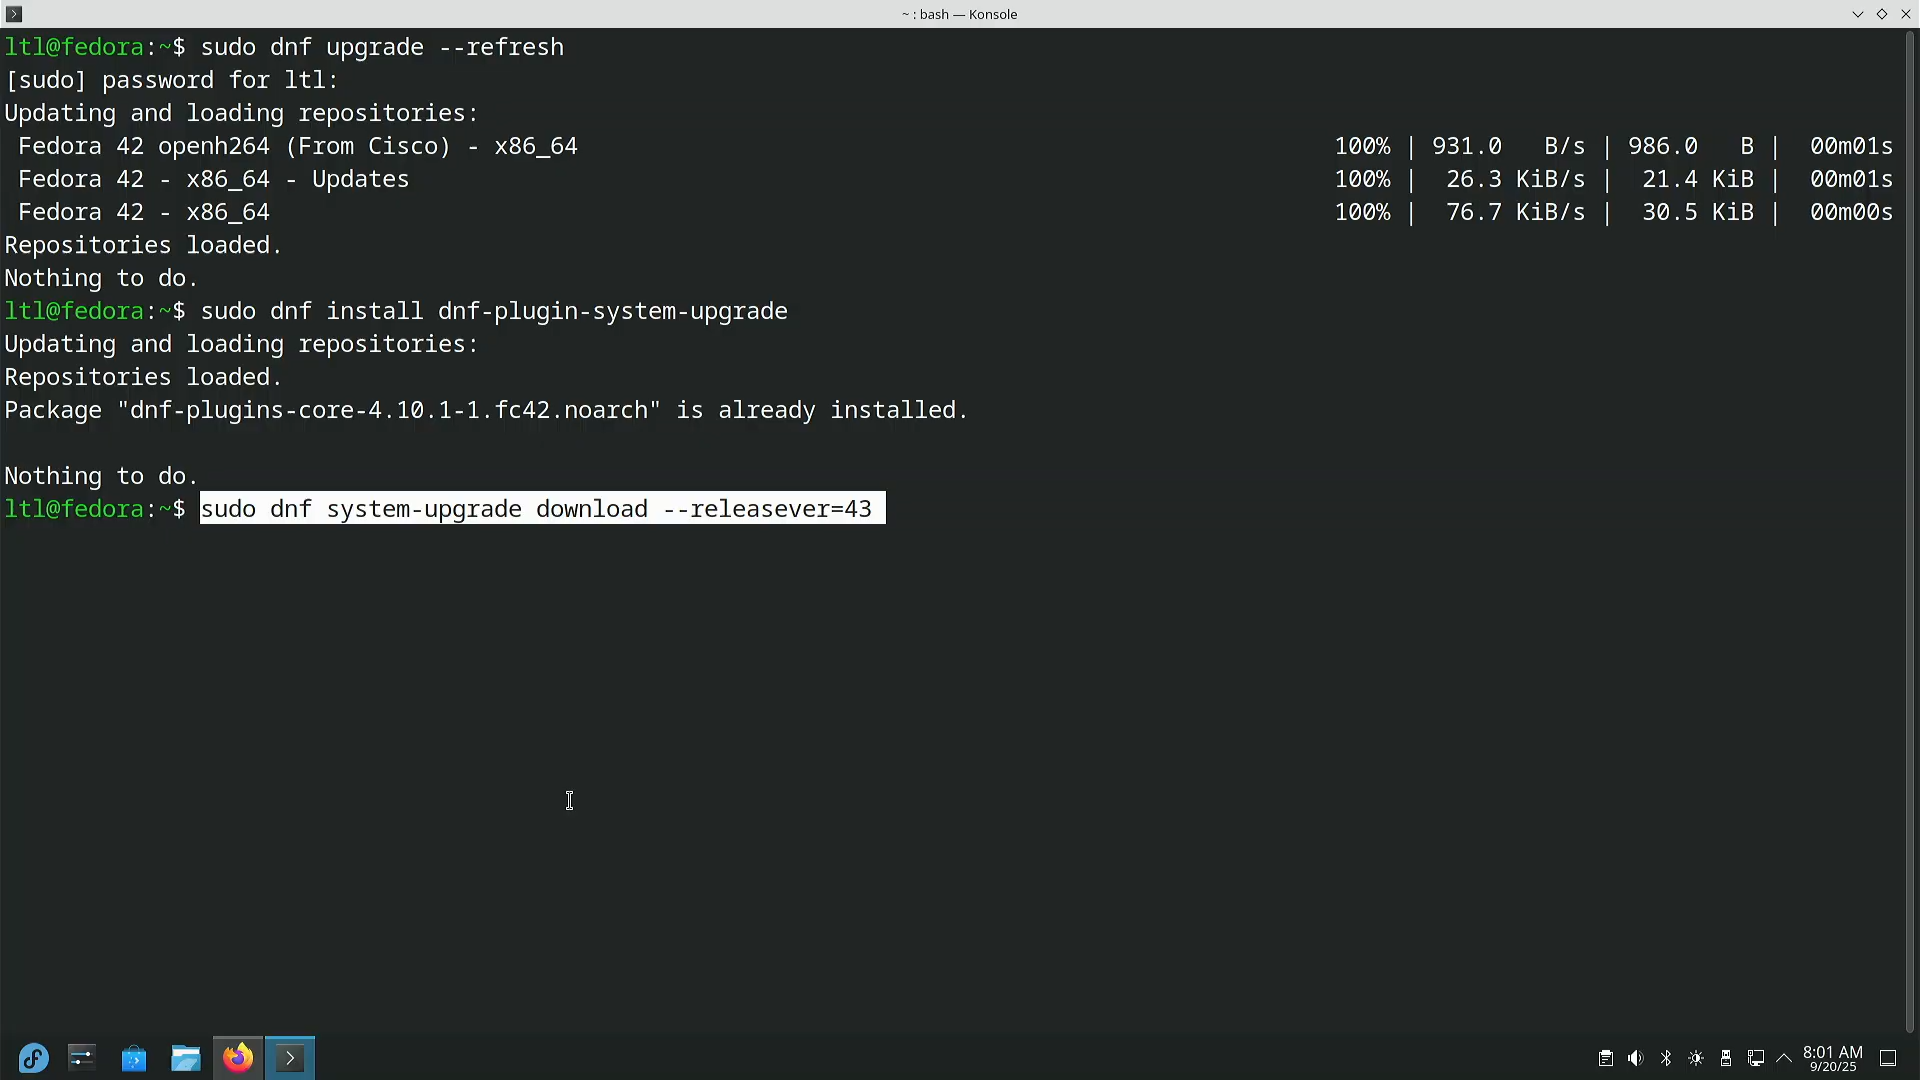 ~ : bash — Konsole
ltl@fedora:~$ sudo dnf upgrade --refresh
[sudo] password for ltl:
Updating and loading repositories:
 Fedora 42 openh264 (From Cisco) - x86_64 100% | 931.0 B/s | 986.0 B | 00m01s
 Fedora 42 - x86_64 - Updates 100% | 26.3 KiB/s | 21.4 KiB | 00m01s
 Fedora 42 - x86_64 100% | 76.7 KiB/s | 30.5 KiB | 00m00s
Repositories loaded.
Nothing to do.
ltl@fedora:~$ sudo dnf install dnf-plugin-system-upgrade
Updating and loading repositories:
Repositories loaded.
Package "dnf-plugins-core-4.10.1-1.fc42.noarch" is already installed.

Nothing to do.
ltl@fedora:~$ sudo dnf system-upgrade download --releasever=43
8:01 AM
9/20/25